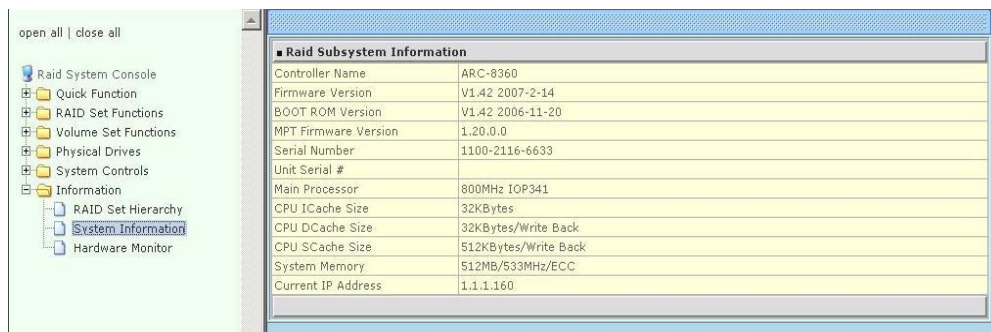 open all | close all
Raid System Console
Quick Function
RAID Set Functions
Volume Set Functions
Physical Drives
System Controls
Information
RAID Set Hierarchy
System Information
Hardware Monitor
Raid Subsystem Information
Controller Name ARC-8360
Firmware Version V1.42 2007-2-14
BOOT ROM Version V1.42 2006-11-20
MPT Firmware Version 1.20.0.0
Serial Number 1100-2116-6633
Unit Serial #
Main Processor 800MHz IOP341
CPU ICache Size 32KBytes
CPU DCache Size 32KBytes/Write Back
CPU SCache Size 512KBytes/Write Back
System Memory 512MB/533MHz/ECC
Current IP Address 1.1.1.160